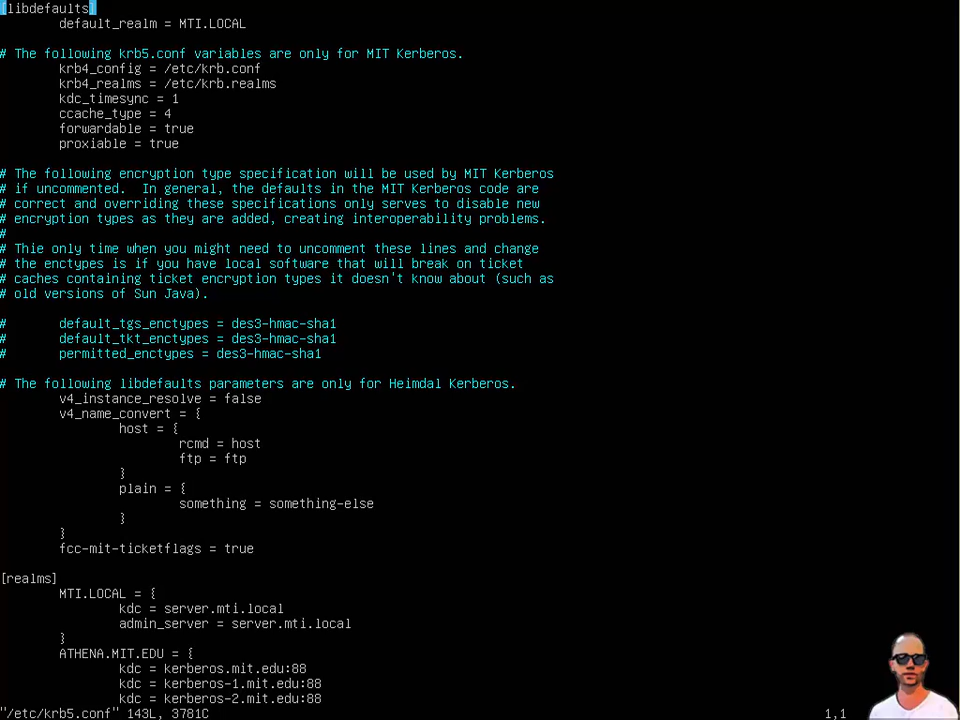 [libdefaults]
default_realm = MTI.LOCAL
# The following krb5.conf variables are only for MIT Kerberos.
krb4_config = /etc/krb.conf
krb4_realms = /etc/krb.realms
kdc_timesync = 1
ccache_type = 4
forwardable = true
proxiable = true
# The following encryption type specification will be used by MIT Kerberos
# if uncommented.  In general, the defaults in the MIT Kerberos code are
# correct and overriding these specifications only serves to disable new
# encryption types as they are added, creating interoperability problems.
#
# Thie only time when you might need to uncomment these lines and change
# the enctypes is if you have local software that will break on ticket
# caches containing ticket encryption types it doesn't know about (such as
# old versions of Sun Java).
#       default_tgs_enctypes = des3-hmac-sha1
#       default_tkt_enctypes = des3-hmac-sha1
#       permitted_enctypes = des3-hmac-sha1
# The following libdefaults parameters are only for Heimdal Kerberos.
v4_instance_resolve = false
v4_name_convert = {
host = {
rcmd = host
ftp = ftp
}
plain = {
something = something-else
}
}
fcc-mit-ticketflags = true
[realms]
MTI.LOCAL = {
kdc = server.mti.local
admin_server = server.mti.local
}
ATHENA.MIT.EDU = {
kdc = kerberos.mit.edu:88
kdc = kerberos-1.mit.edu:88
kdc = kerberos-2.mit.edu:88
"/etc/krb5.conf" 143L, 3781C 1,1